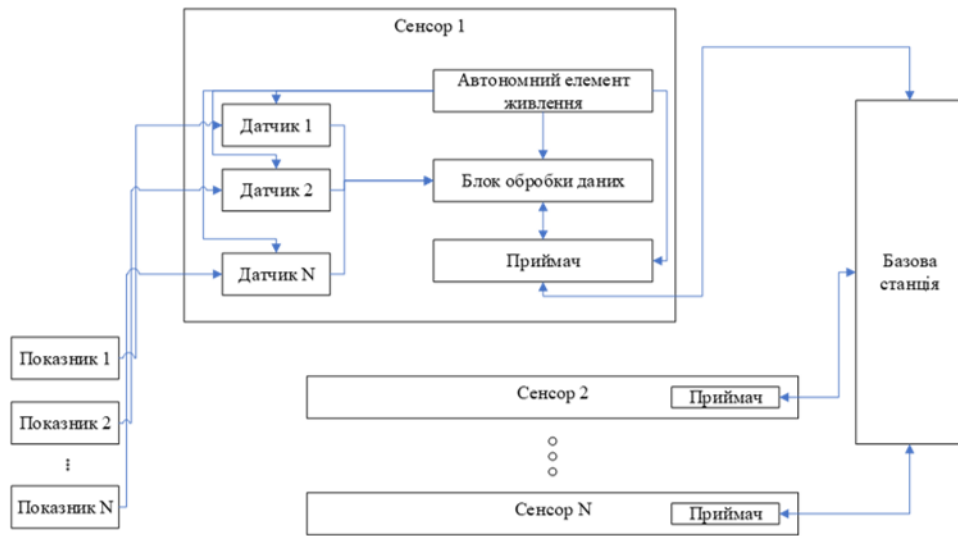 Сенсор 1
Автономний елемент
живлення
Датчик 1
Датчик 2
Блок обробки даних
Датчик N
Приймач
Базова
станція
Показник 1
Показник 2
Показник N
Сенсор 2
Приймач
Сенсор N
Приймач